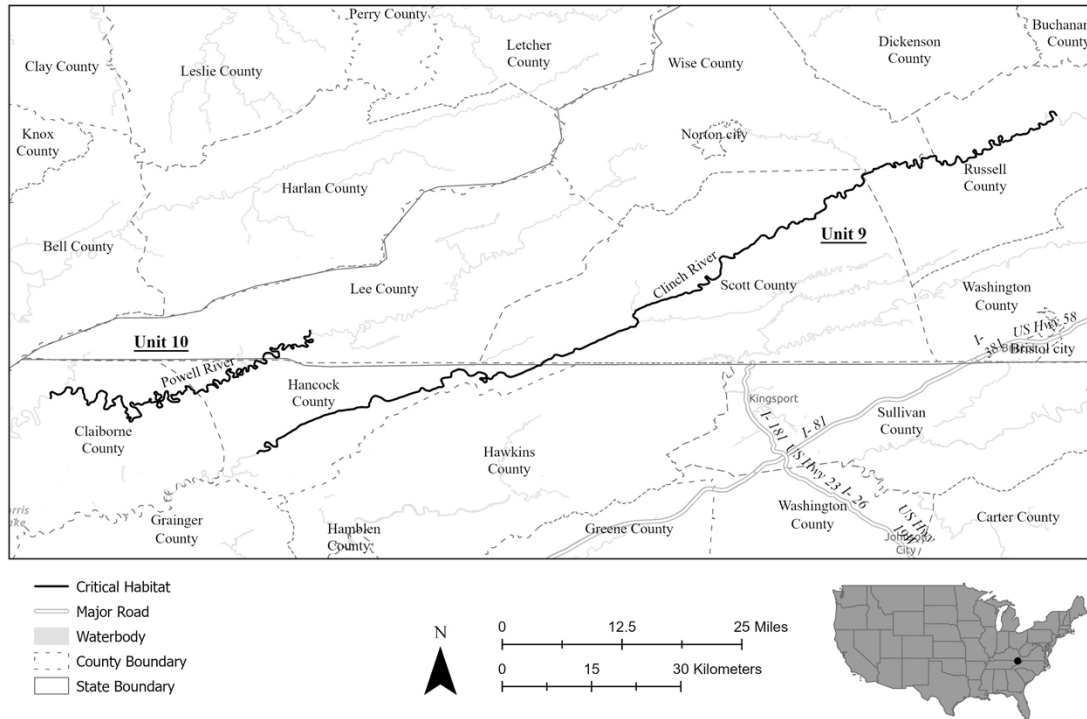 Perry County
Buchanan
County
Clay County
Leslie County
Letcher
County
Wise County
Dickenson
County
Knox
County
Norton city
Harlan County
Russell
County
Bell County
Unit 9
Clinch River
Lee County
Scott County
Washington
County
Unit 10
US Hwy 58
I-
381
Bristol city
Powell River
Hancock
County
Kingsport
Claiborne
County
I-181
I-81
Sullivan
County
Hawkins
County
US Hwy 23
I-26
Grainger
County
Hamblen
County
Greene County
Washington
County
Carter County
City
Critical Habitat
Major Road
Waterbody
County Boundary
State Boundary
N
0 12.5 25 Miles
0 15 30 Kilometers